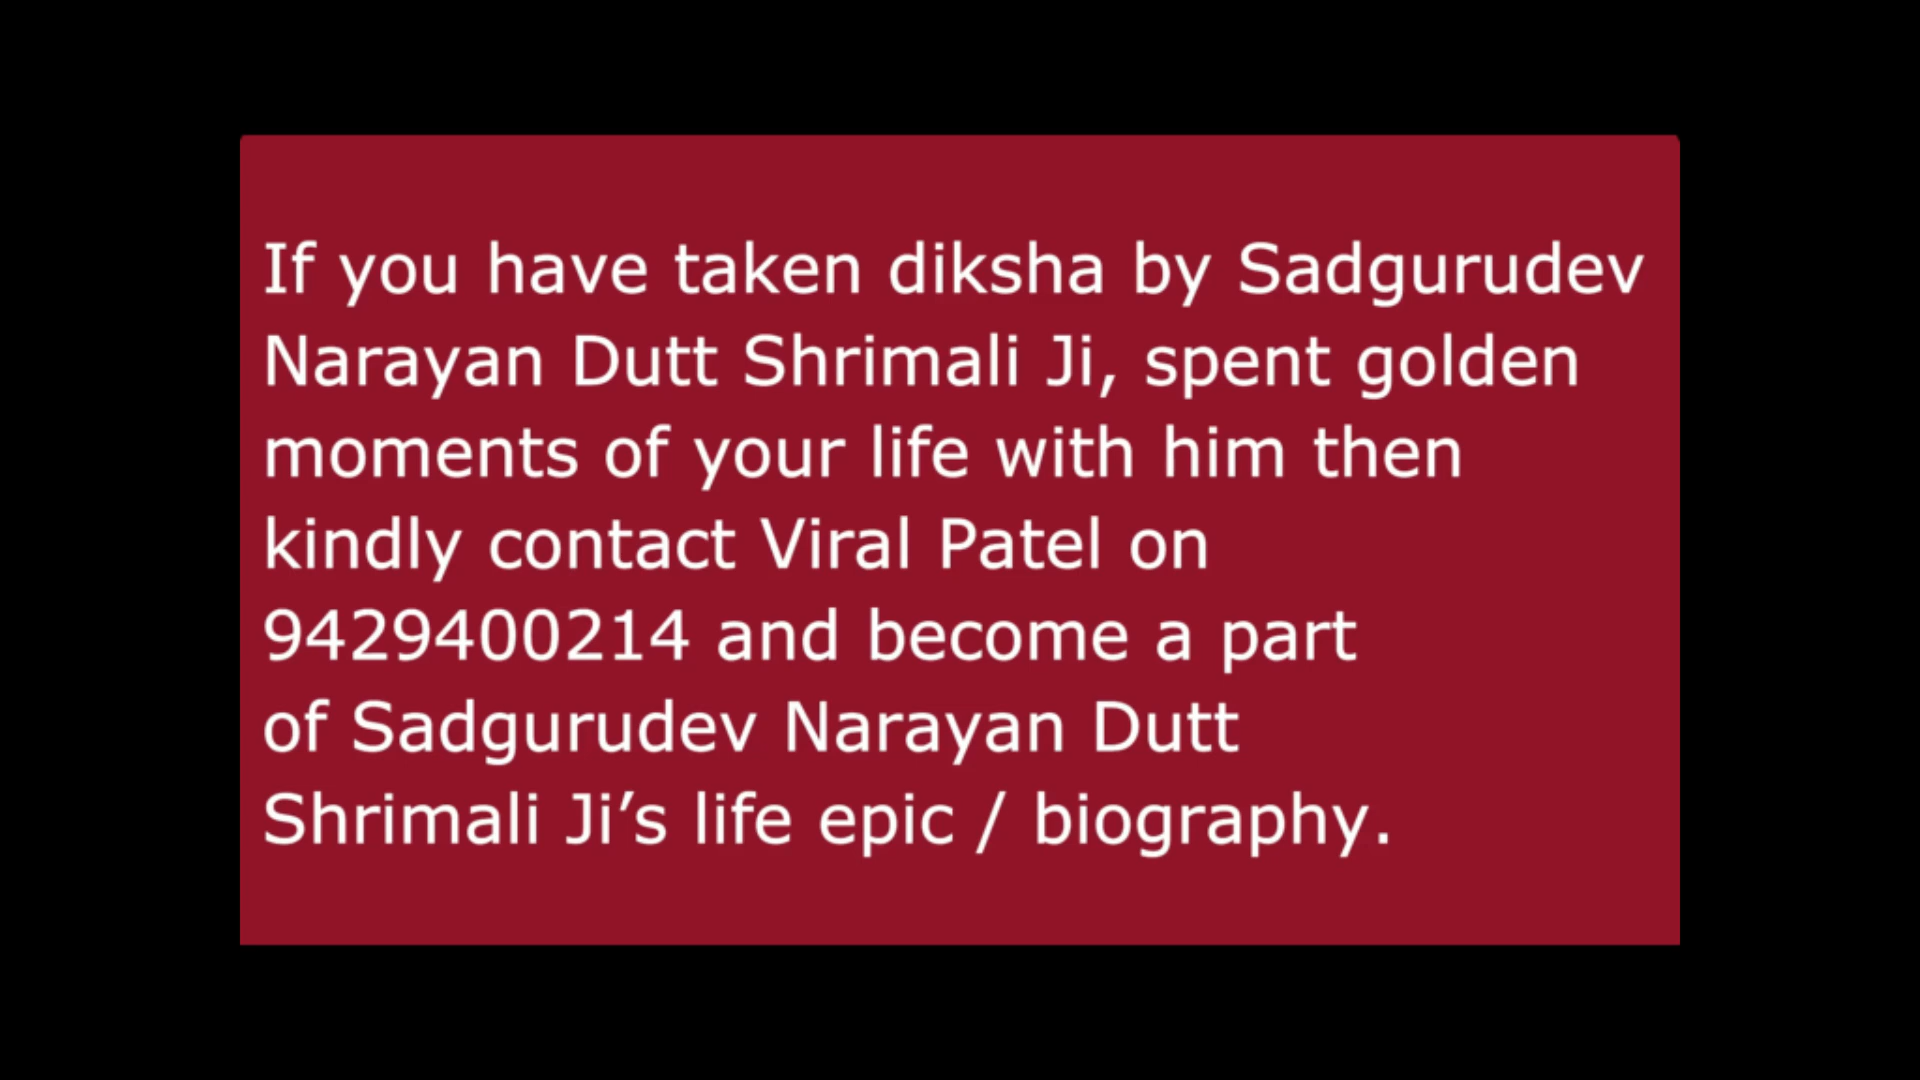 If you have taken diksha by Sadgurudev
Narayan Dutt Shrimali Ji, spent golden
moments of your life with him then
kindly contact Viral Patel on
9429400214 and become a part
of Sadgurudev Narayan Dutt
Shrimali Ji’s life epic / biography.